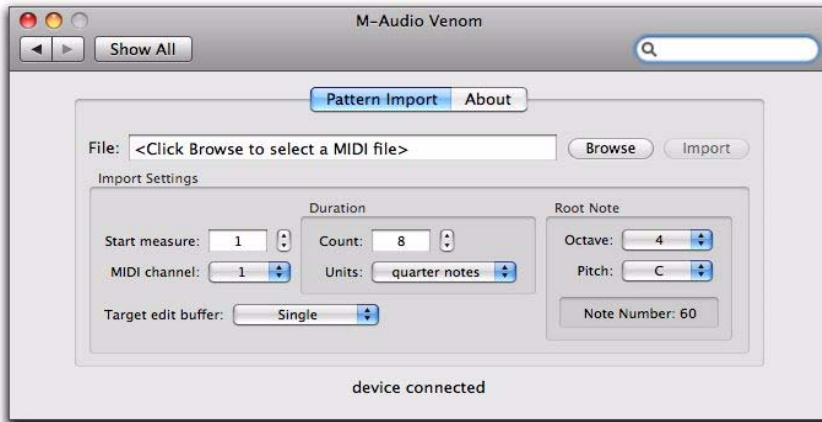 M-Audio Venom
Show All
Pattern Import About
File: <Click Browse to select a MIDI file> Browse Import
Import Settings
Duration Root Note
Start measure: 1 Count: 8 Octave: 4
MIDI channel: 1 Units: quarter notes Pitch: C
Target edit buffer: Single Note Number: 60
device connected